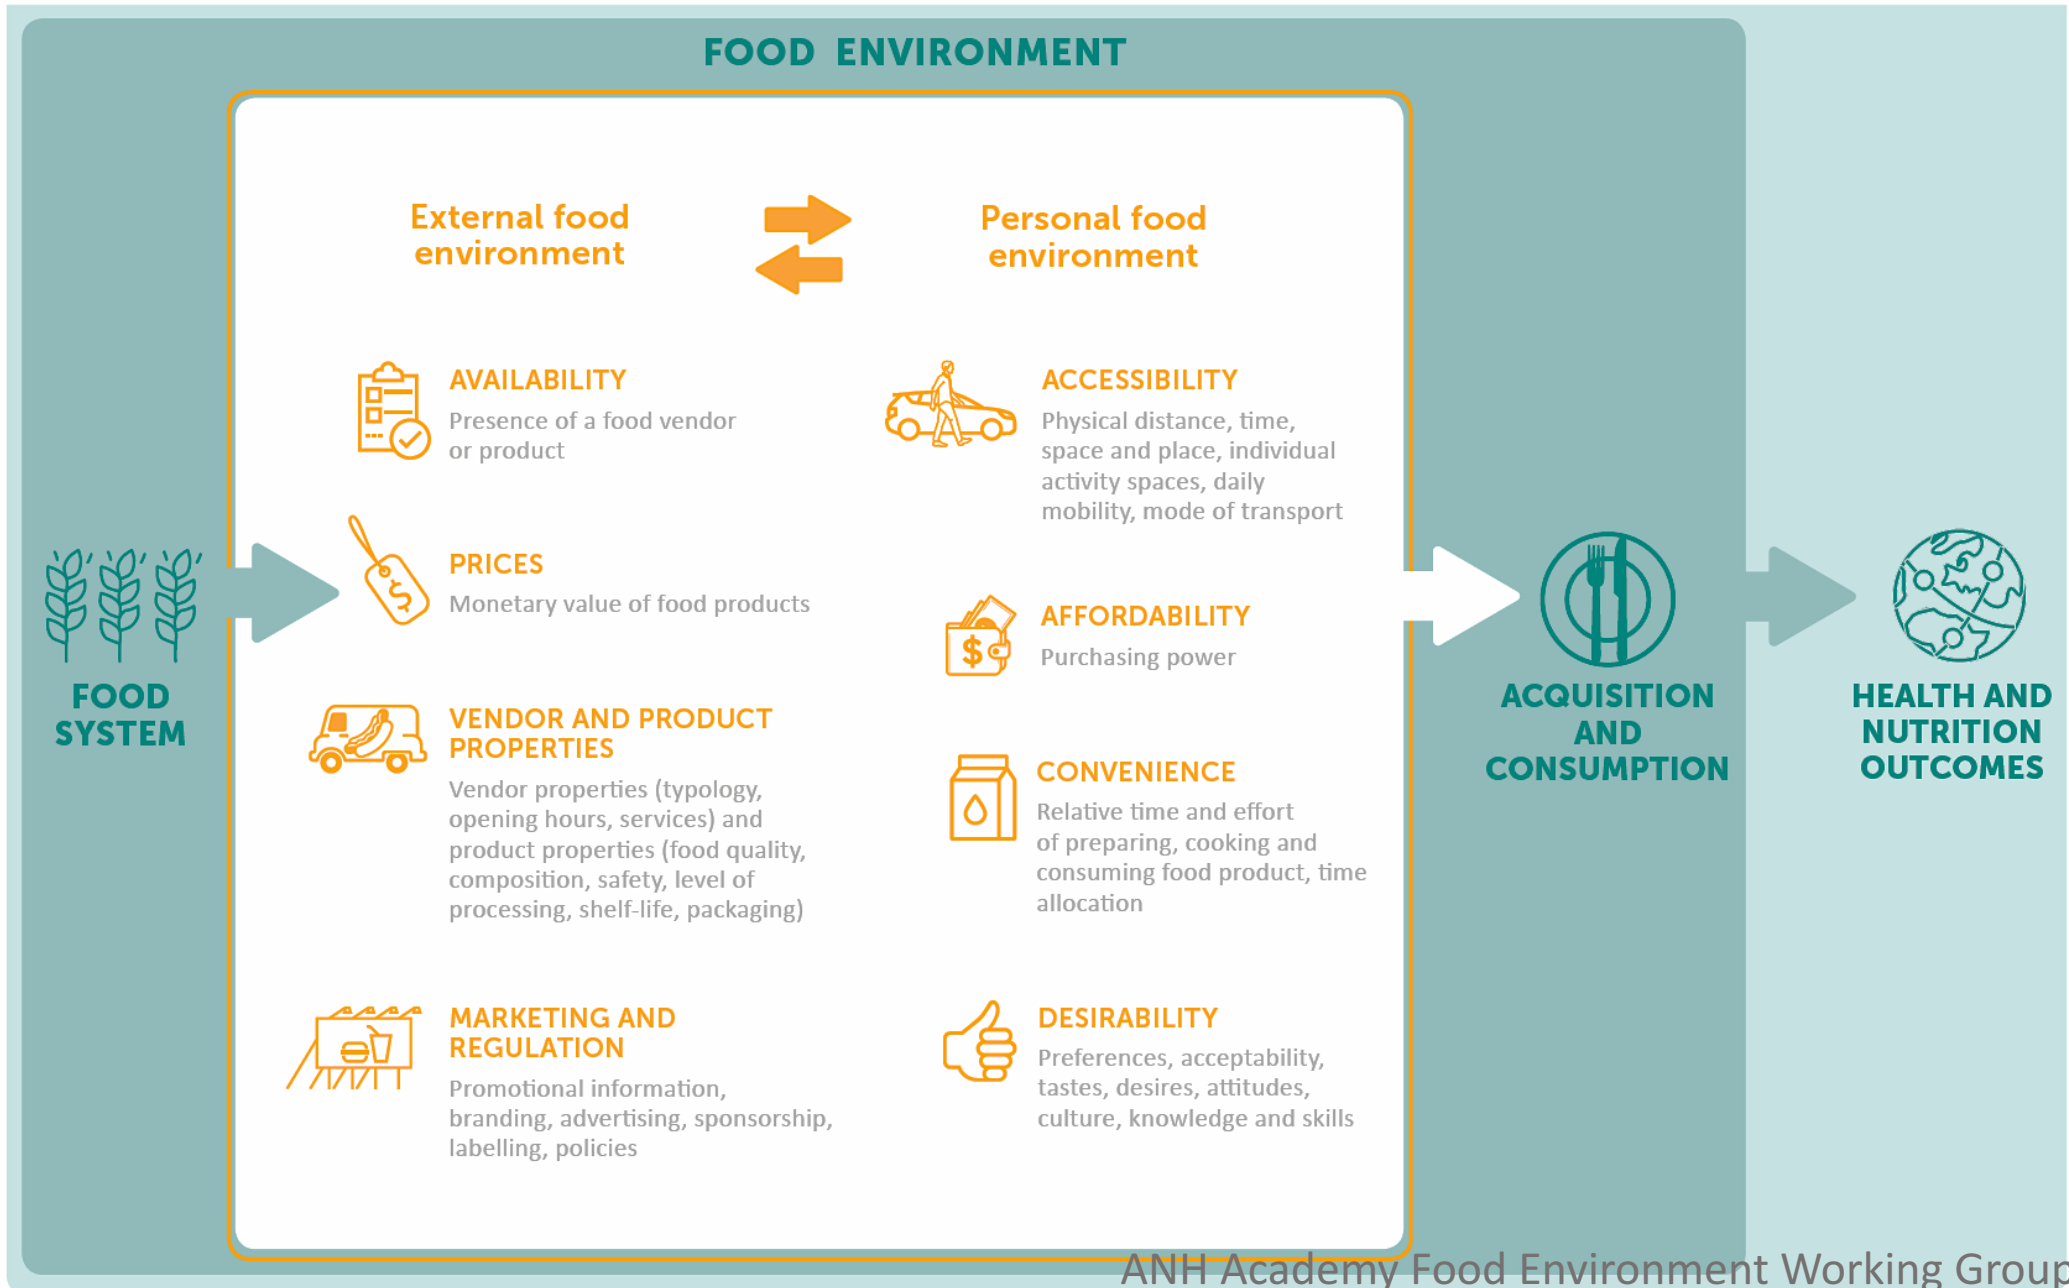 FOOD ENVIRONMENT
External food
environment
Personal food
environment
AVAILABILITY
Presence of a food vendor
or product
PRICES
Monetary value of food products
VENDOR AND PRODUCT
PROPERTIES
Vendor properties (typology,
opening hours, services) and
product properties (food quality,
composition, safety, level of
processing, shelf-life, packaging)
MARKETING AND
REGULATION
Promotional information,
branding, advertising, sponsorship,
labelling, policies
ACCESSIBILITY
Physical distance, time,
space and place, individual
activity spaces, daily
mobility, mode of transport
AFFORDABILITY
Purchasing power
CONVENIENCE
Relative time and effort
of preparing, cooking and
consuming food product, time
allocation
DESIRABILITY
Preferences, acceptability,
tastes, desires, attitudes,
culture, knowledge and skills
FOOD
SYSTEM
ACQUISITION
AND
CONSUMPTION
HEALTH AND
NUTRITION
OUTCOMES
$
$
ANH Academy Food Environment Working Group